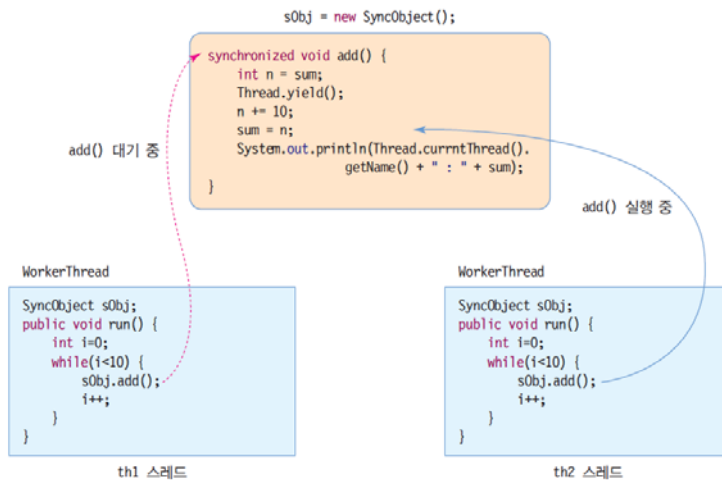 sObj = new SyncObject();
synchronized void add() {
int n = sum;
Thread.yield();
n += 10;
sum = n;
System.out.println(Thread.currntThread().
getName() + " : " + sum);
}
add() 대기 중
add() 실행 중
WorkerThread
SyncObject sObj;
public void run() {
int i=0;
while(i<10) {
sObj.add();
i++;
}
}
th1 스레드
WorkerThread
SyncObject sObj;
public void run() {
int i=0;
while(i<10) {
sObj.add();
i++;
}
}
th2 스레드